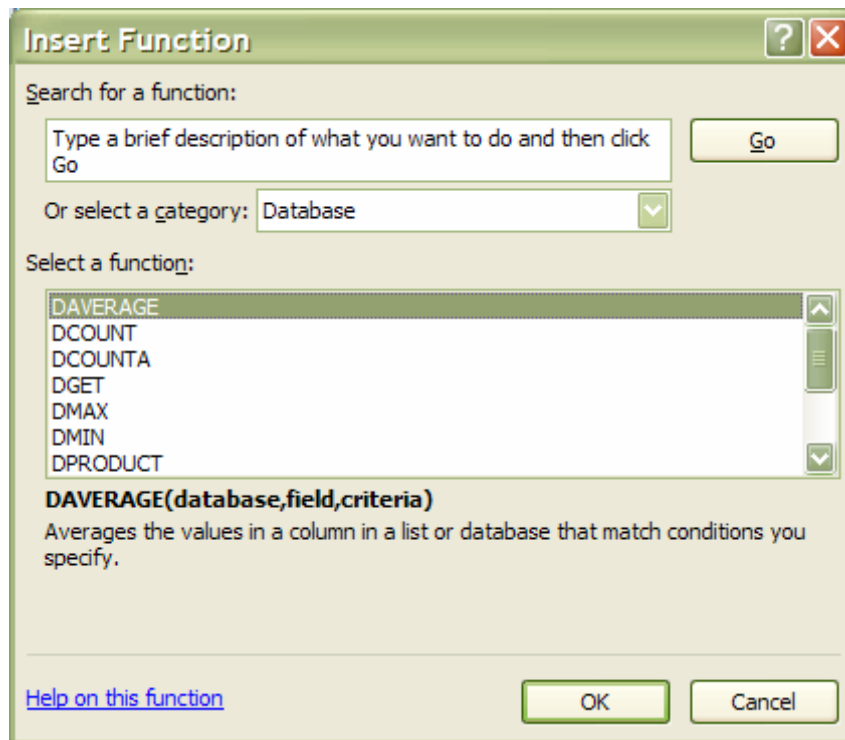 Insert Function
?
Search for a function:
Type a brief description of what you want to do and then click
Go
Go
Or select a category: Database
Select a function:
DAVERAGE
DCOUNT
DCOUNTA
DGET
DMAX
DMIN
DPRODUCT
DAVERAGE(database,field,criteria)
Averages the values in a column in a list or database that match conditions you
specify.
Help on this function
OK
Cancel